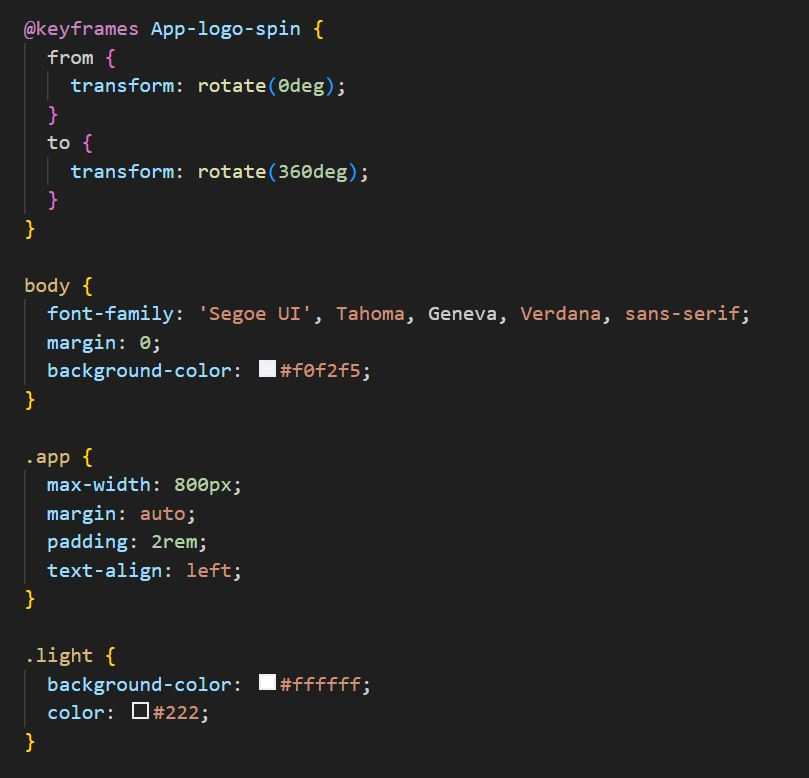 @keyframes App-logo-spin {
  from {
    transform: rotate(0deg);
  }
  to {
    transform: rotate(360deg);
  }
}

body {
  font-family: 'Segoe UI', Tahoma, Geneva, Verdana, sans-serif;
  margin: 0;
  background-color: #f0f2f5;
}

.app {
  max-width: 800px;
  margin: auto;
  padding: 2rem;
  text-align: left;
}

.light {
  background-color: #ffffff;
  color: #222;
}